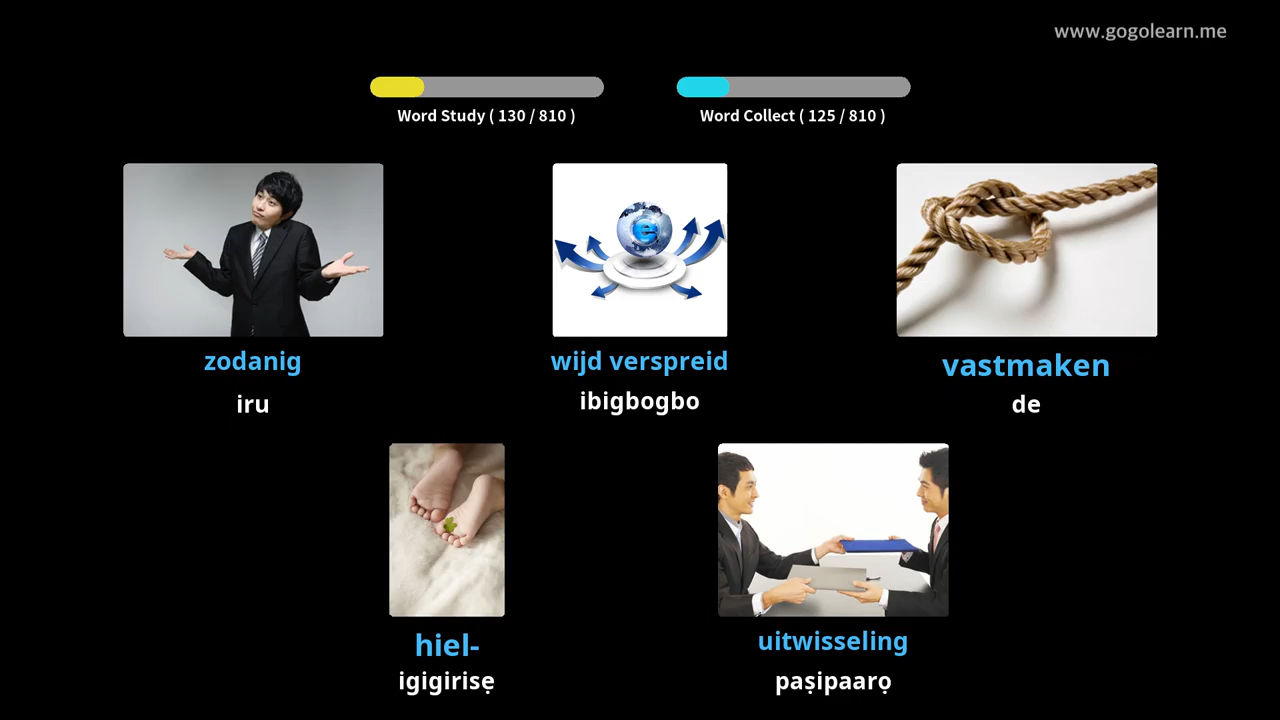 www.gogolearn.me
Word Study ( 130 / 810 )
Word Collect ( 125 / 810 )
zodanig
iru
wijd verspreid
ibigbogbo
vastmaken
de
hiel-
igigirisẹ
uitwisseling
paṣipaarọ